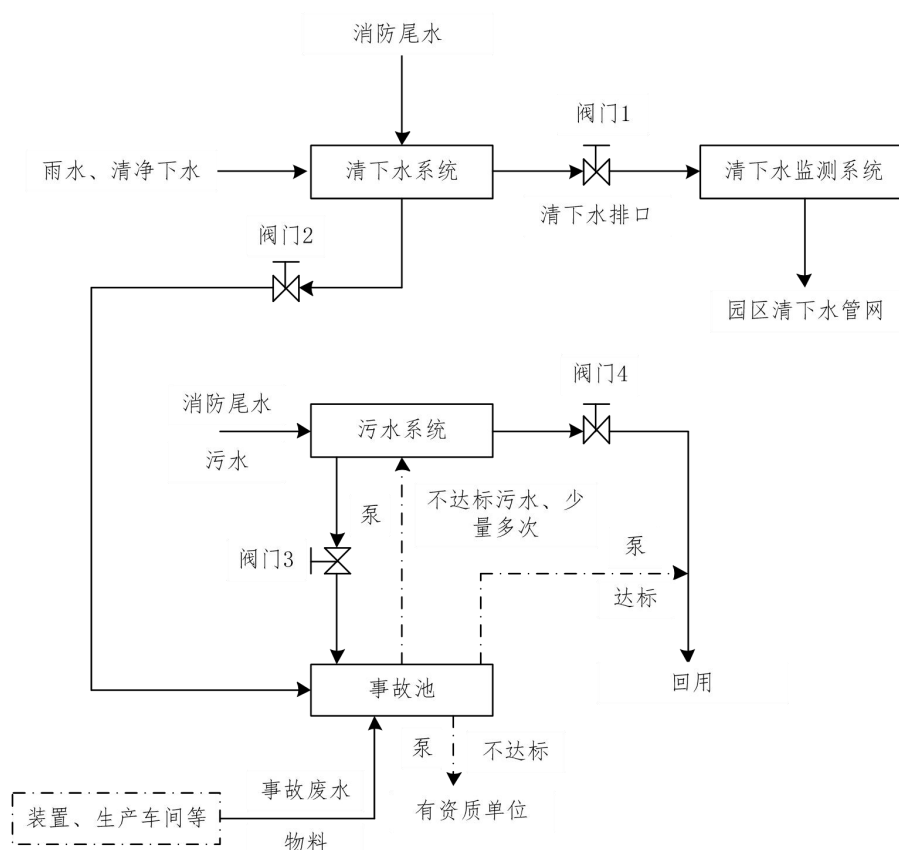 消防尾水
阀门1
雨水、清净下水
清下水系统
清下水监测系统
清下水排口
阀门2
园区清下水管网
阀门4
消防尾水
污水系统
污水
不达标污水、少
量多次
泵
泵
阀门3
达标
回用
事故池
泵
不达标
事故废水
有资质单位
装置、生产车间等
物料